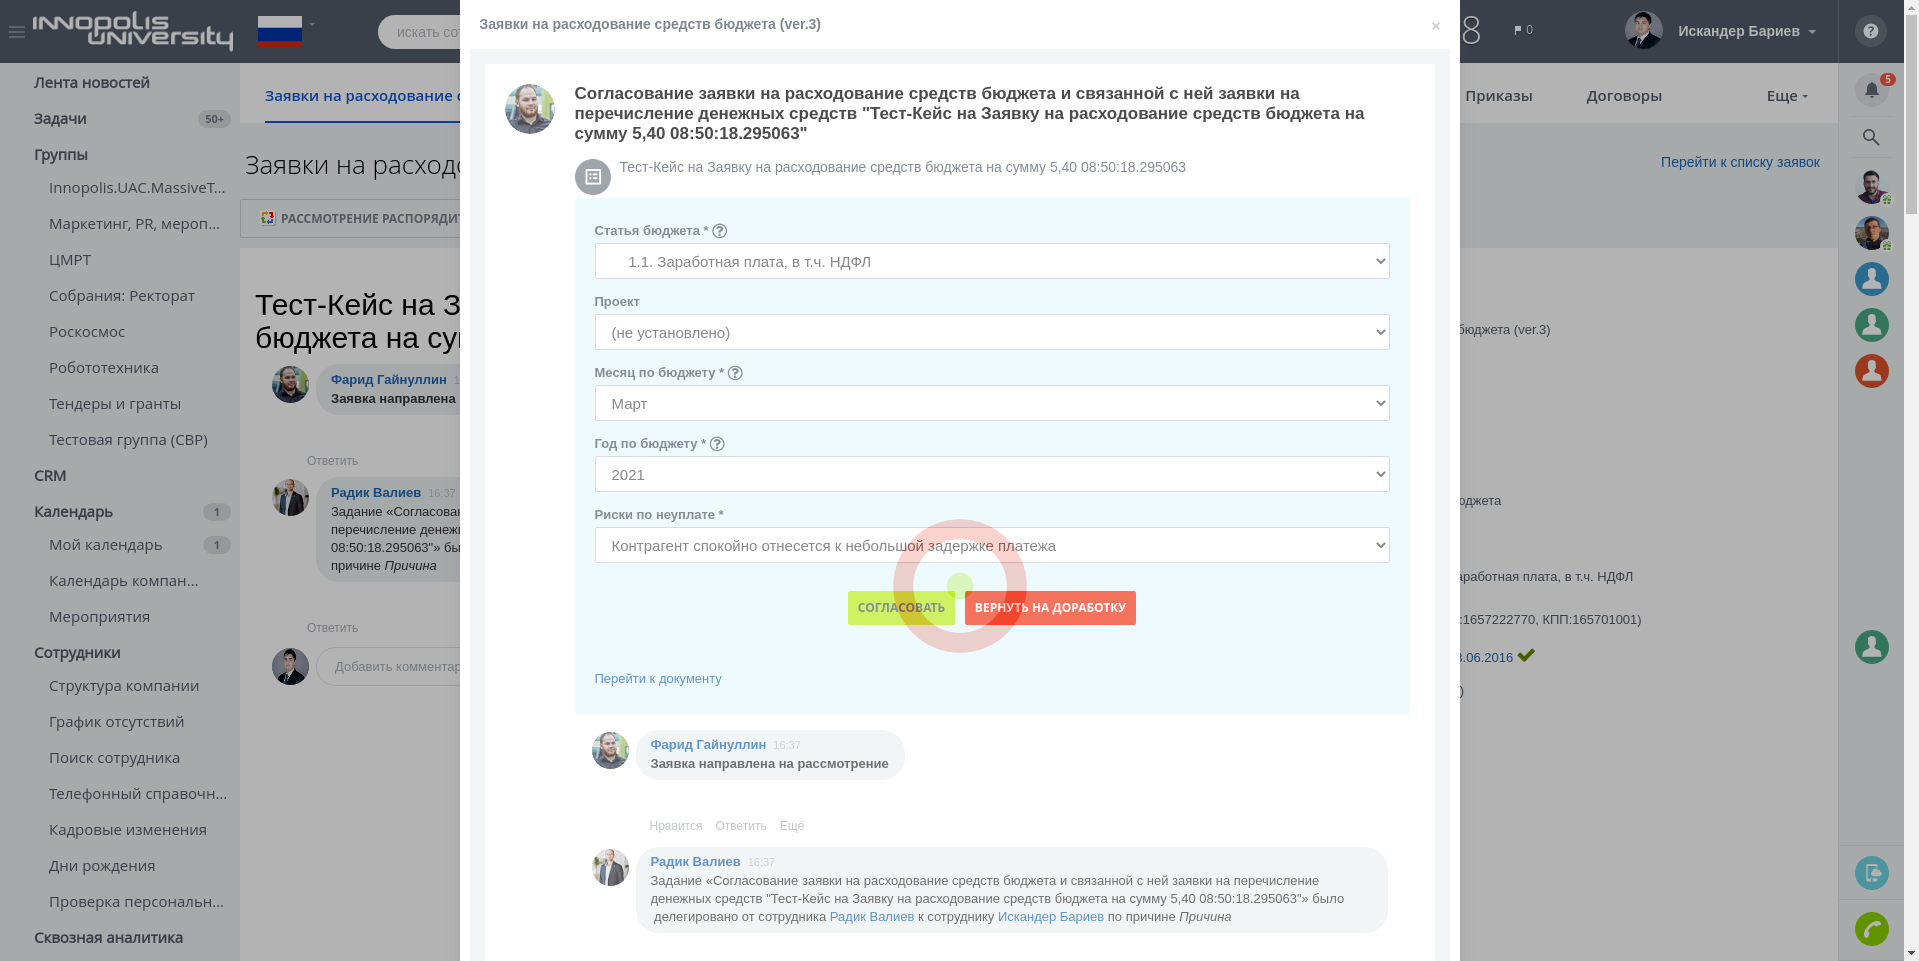 INNOPOLIS
UNIVERSITY
искать со
8
0
Искандер Бариев
?
Лента новостей
Задачи
50+
Группы
Innopolis.UAC.MassiveT...
Маркетинг, PR, мероп...
ЦМРТ
Собрания: Ректорат
Роскосмос
Робототехника
Тендеры и гранты
Тестовая группа (СВР)
CRM
Календарь
1
Мой календарь
1
Календарь компан...
Мероприятия
Сотрудники
Структура компании
График отсутствий
Поиск сотрудника
Телефонный справочн...
Кадровые изменения
Дни рождения
Проверка персональн...
Сквозная аналитика
Заявки на расходование
Приказы
Договоры
Еще
5
Заявки на расход
Перейти к списку заявок
РАССМОТРЕНИЕ РАСПОРЯДИТ
Тест-Кейс на З
бюджета на су
Фарид Гайнуллин 1
Заявка направлена
Ответить
Радик Валиев 16:37
Задание «Согласован
перечисление денеж
08:50:18.295063"» бы
причине Причина
Ответить
Добавить комментар
Заявки на расходование средств бюджета (ver.3)
×
Согласование заявки на расходование средств бюджета и связанной с ней заявки на
перечисление денежных средств "Тест-Кейс на Заявку на расходование средств бюджета на
сумму 5,40 08:50:18.295063"
Тест-Кейс на Заявку на расходование средств бюджета на сумму 5,40 08:50:18.295063
Статья бюджета * ?
1.1. Заработная плата, в т.ч. НДФЛ
Проект
(не установлено)
Месяц по бюджету * ?
Март
Год по бюджету * ?
2021
Риски по неуплате *
Контрагент спокойно отнесется к небольшой задержке платежа
СОГЛАСОВАТЬ
ВЕРНУТЬ НА ДОРАБОТКУ
Перейти к документу
Фарид Гайнуллин 16:37
Заявка направлена на рассмотрение
Нравится Ответить Ещё
Радик Валиев 16:37
Задание «Согласование заявки на расходование средств бюджета и связанной с ней заявки на перечисление
денежных средств "Тест-Кейс на Заявку на расходование средств бюджета на сумму 5,40 08:50:18.295063"» было
делегировано от сотрудника Радик Валиев к сотруднику Искандер Бариев по причине Причина
бюджета (ver.3)
юджета
аработная плата, в т.ч. НДФЛ
:1657222770, КПП:165701001)
.06.2016
)